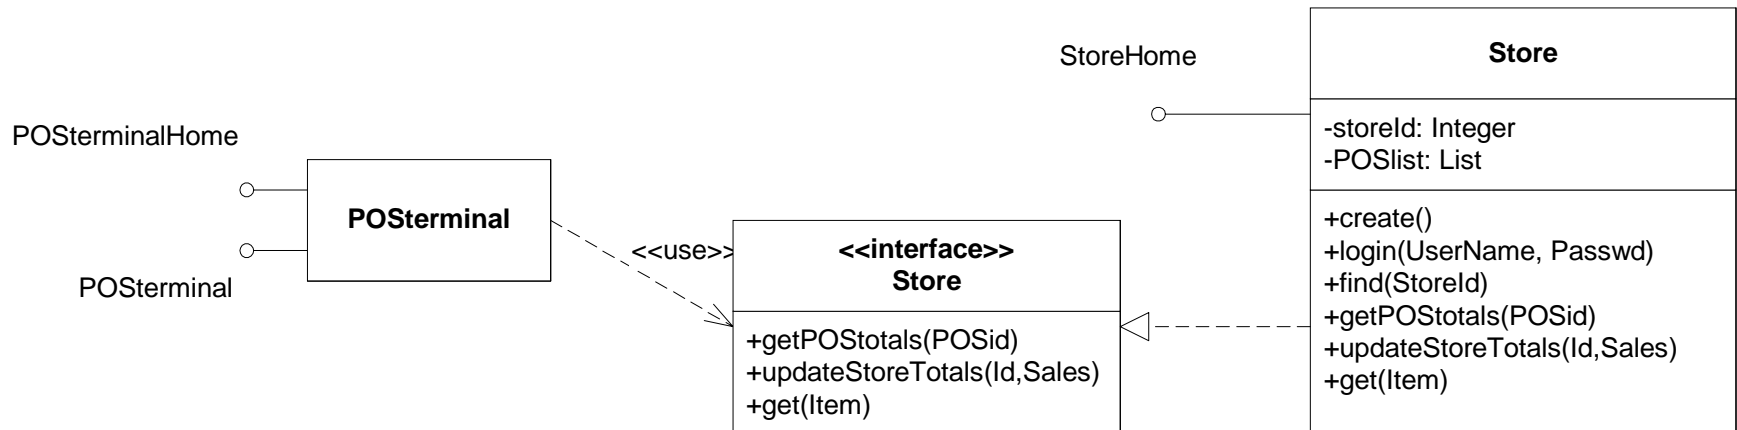 POSterminalHome
POSterminal
POSterminal
<<use>>
<<interface>>
Store
+getPOStotals(POSid)
+updateStoreTotals(Id,Sales)
+get(Item)
StoreHome
Store
-storeId: Integer
-POSlist: List
+create()
+login(UserName, Passwd)
+find(StoreId)
+getPOStotals(POSid)
+updateStoreTotals(Id,Sales)
+get(Item)